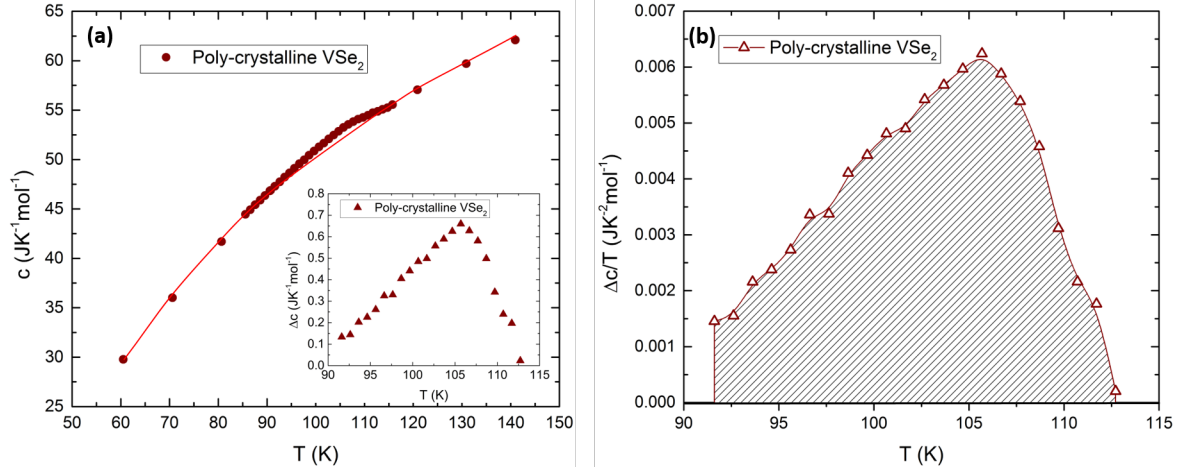 (a)
Poly-crystalline VSe₂
c (JK⁻¹mol⁻¹)
65
60
55
50
45
40
35
30
25
50 60 70 80 90 100 110 120 130 140 150
T (K)
Poly-crystalline VSe₂
Δc (JK⁻¹mol⁻¹)
0.8
0.7
0.6
0.5
0.4
0.3
0.2
0.1
0.0
90 95 100 105 110 115
T (K)
(b)
Poly-crystalline VSe₂
Δc/T (JK⁻²mol⁻¹)
0.007
0.006
0.005
0.004
0.003
0.002
0.001
0.000
90 95 100 105 110 115
T (K)